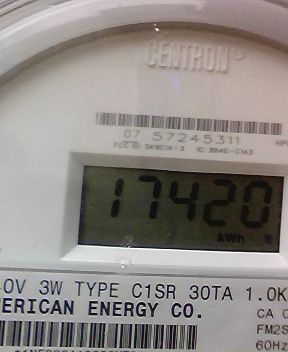 CENTRON®
07 57245311
17420
kWh
0V 3W TYPE C1SR 30TA 1.0K
ERICAN ENERGY CO.
CA
FM2S
60Hz